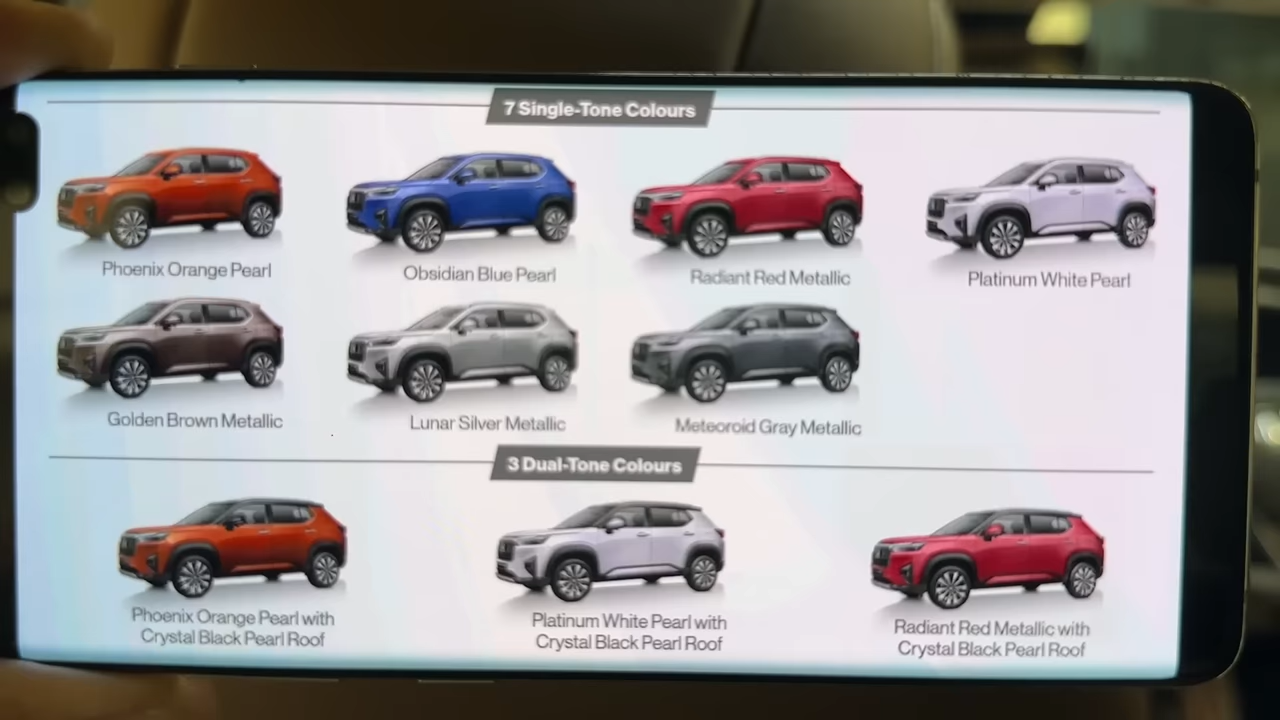 7 Single-Tone Colours
Phoenix Orange Pearl
Obsidian Blue Pearl
Radiant Red Metallic
Platinum White Pearl
Golden Brown Metallic
Lunar Silver Metallic
Meteoroid Gray Metallic
3 Dual-Tone Colours
Phoenix Orange Pearl with
Crystal Black Pearl Roof
Platinum White Pearl with
Crystal Black Pearl Roof
Radiant Red Metallic with
Crystal Black Pearl Roof